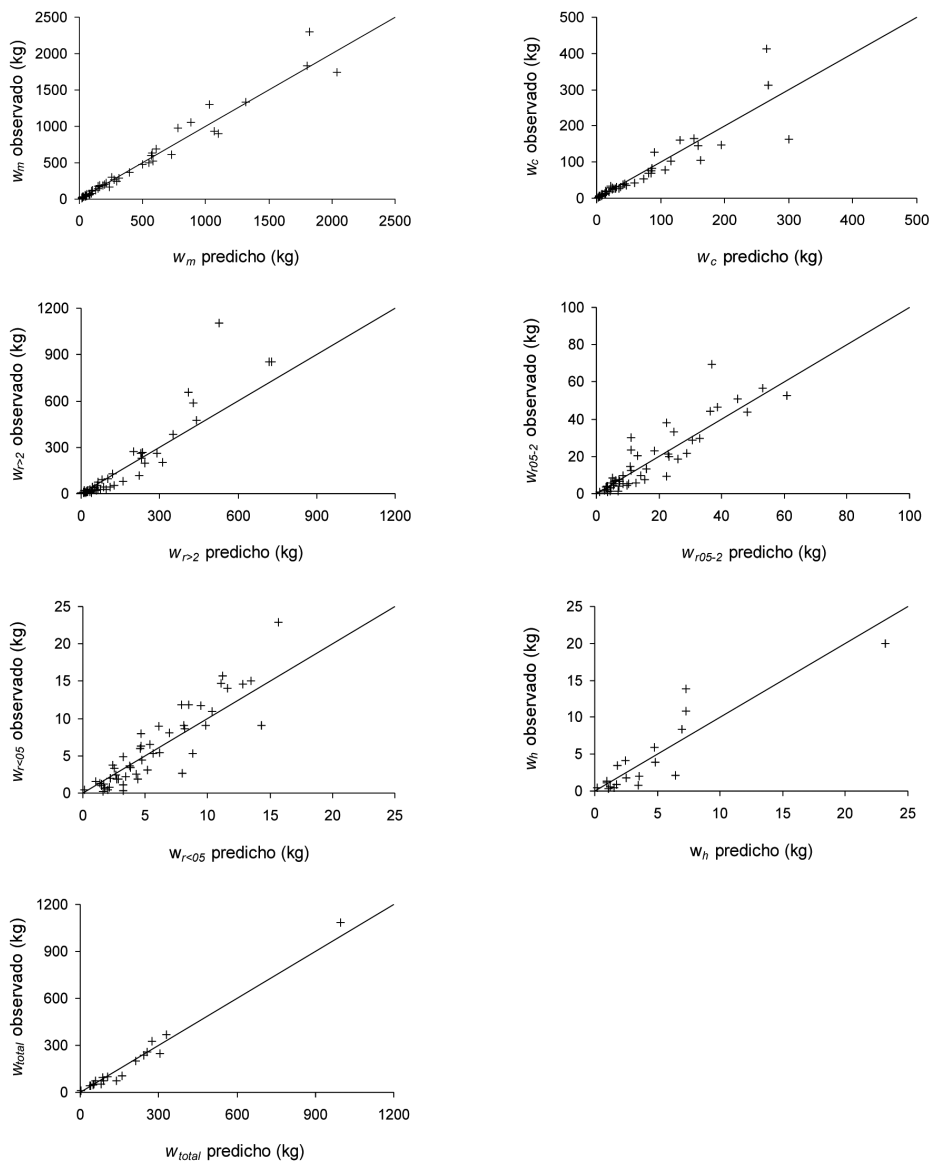 2500
2000
1500
1000
500
0
0 500 1000 1500 2000 2500
w_m observado (kg)
w_m predicho (kg)
500
400
300
200
100
0
0 100 200 300 400 500
w_c observado (kg)
w_c predicho (kg)
1200
900
600
300
0
0 300 600 900 1200
w_r>2 observado (kg)
w_r>2 predicho (kg)
100
80
60
40
20
0
0 20 40 60 80 100
w_r05-2 observado (kg)
w_r05-2 predicho (kg)
25
20
15
10
5
0
0 5 10 15 20 25
w_r<05 observado (kg)
w_r<05 predicho (kg)
25
20
15
10
5
0
0 5 10 15 20 25
w_h observado (kg)
w_h predicho (kg)
1200
900
600
300
0
0 300 600 900 1200
w_total observado (kg)
w_total predicho (kg)